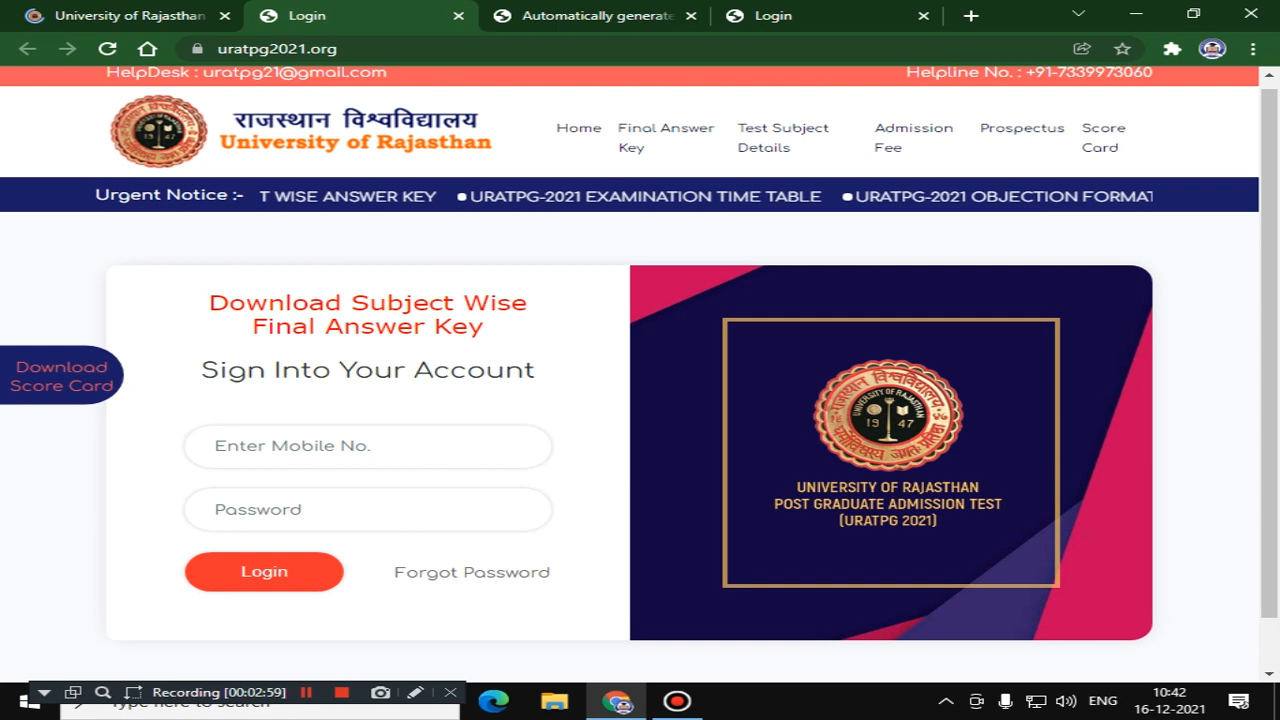 University of Rajasthan
Login
Automatically generate
Login
uratpg2021.org
HelpDesk : uratpg21@gmail.com
Helpline No. : +91-7339973060
राजस्थान विश्वविद्यालय
University of Rajasthan
Home
Final Answer
Key
Test Subject
Details
Admission
Fee
Prospectus
Score
Card
Urgent Notice :- T WISE ANSWER KEY URATPG-2021 EXAMINATION TIME TABLE URATPG-2021 OBJECTION FORMAT
Download Subject Wise
Final Answer Key
Sign Into Your Account
Download
Score Card
Enter Mobile No.
Password
Login
Forgot Password
UNIVERSITY OF RAJASTHAN
19 47
UNIVERSITY OF RAJASTHAN
POST GRADUATE ADMISSION TEST
(URATPG 2021)
Recording [00:02:59]
Type here to search
ENG
10:42
16-12-2021